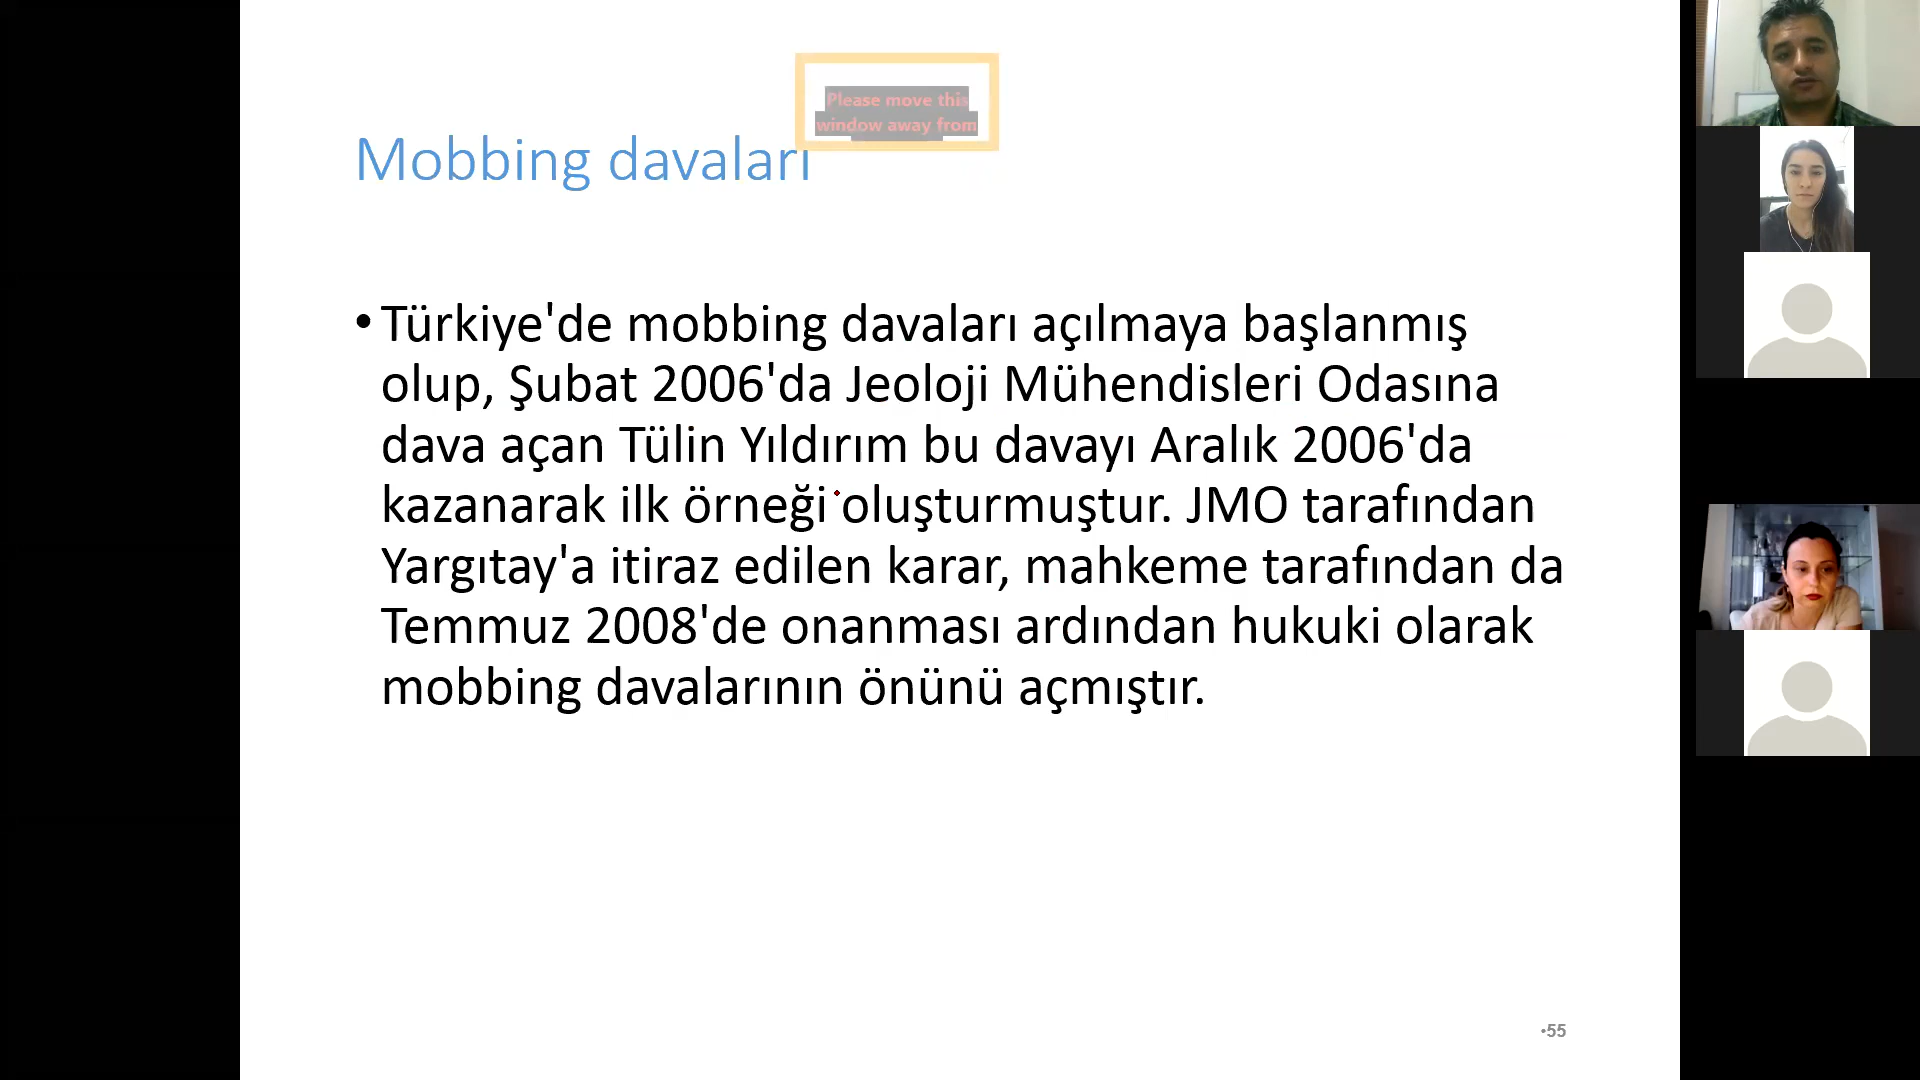 Please move this
window away from
Mobbing davaları
•Türkiye'de mobbing davaları açılmaya başlanmış
olup, Şubat 2006'da Jeoloji Mühendisleri Odasına
dava açan Tülin Yıldırım bu davayı Aralık 2006'da
kazanarak ilk örneği oluşturmuştur. JMO tarafından
Yargıtay'a itiraz edilen karar, mahkeme tarafından da
Temmuz 2008'de onanması ardından hukuki olarak
mobbing davalarının önünü açmıştır.
•55